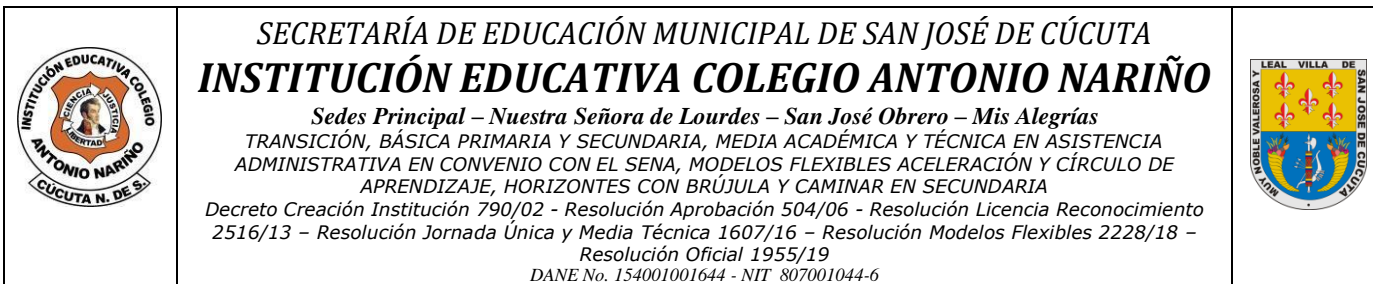 SECRETARÍA DE EDUCACIÓN MUNICIPAL DE SAN JOSÉ DE CÚCUTA
INSTITUCIÓN EDUCATIVA COLEGIO ANTONIO NARIÑO
Sedes Principal – Nuestra Señora de Lourdes – San José Obrero – Mis Alegrías
TRANSICIÓN, BÁSICA PRIMARIA Y SECUNDARIA, MEDIA ACADÉMICA Y TÉCNICA EN ASISTENCIA
ADMINISTRATIVA EN CONVENIO CON EL SENA, MODELOS FLEXIBLES ACELERACIÓN Y CÍRCULO DE
APRENDIZAJE, HORIZONTES CON BRÚJULA Y CAMINAR EN SECUNDARIA
Decreto Creación Institución 790/02 - Resolución Aprobación 504/06 - Resolución Licencia Reconocimiento
2516/13 – Resolución Jornada Única y Media Técnica 1607/16 – Resolución Modelos Flexibles 2228/18 –
Resolución Oficial 1955/19
DANE No. 154001001644 - NIT 807001044-6
INSTITUCIÓN EDUCATIVA COLEGIO
ANTONIO NARIÑO
CIENCIA
JUSTICIA
LIBERTAD
CÚCUTA N. DE S.
MUY NOBLE VALEROSA Y
LEAL VILLA DE
SAN JOSE DE CUCUTA